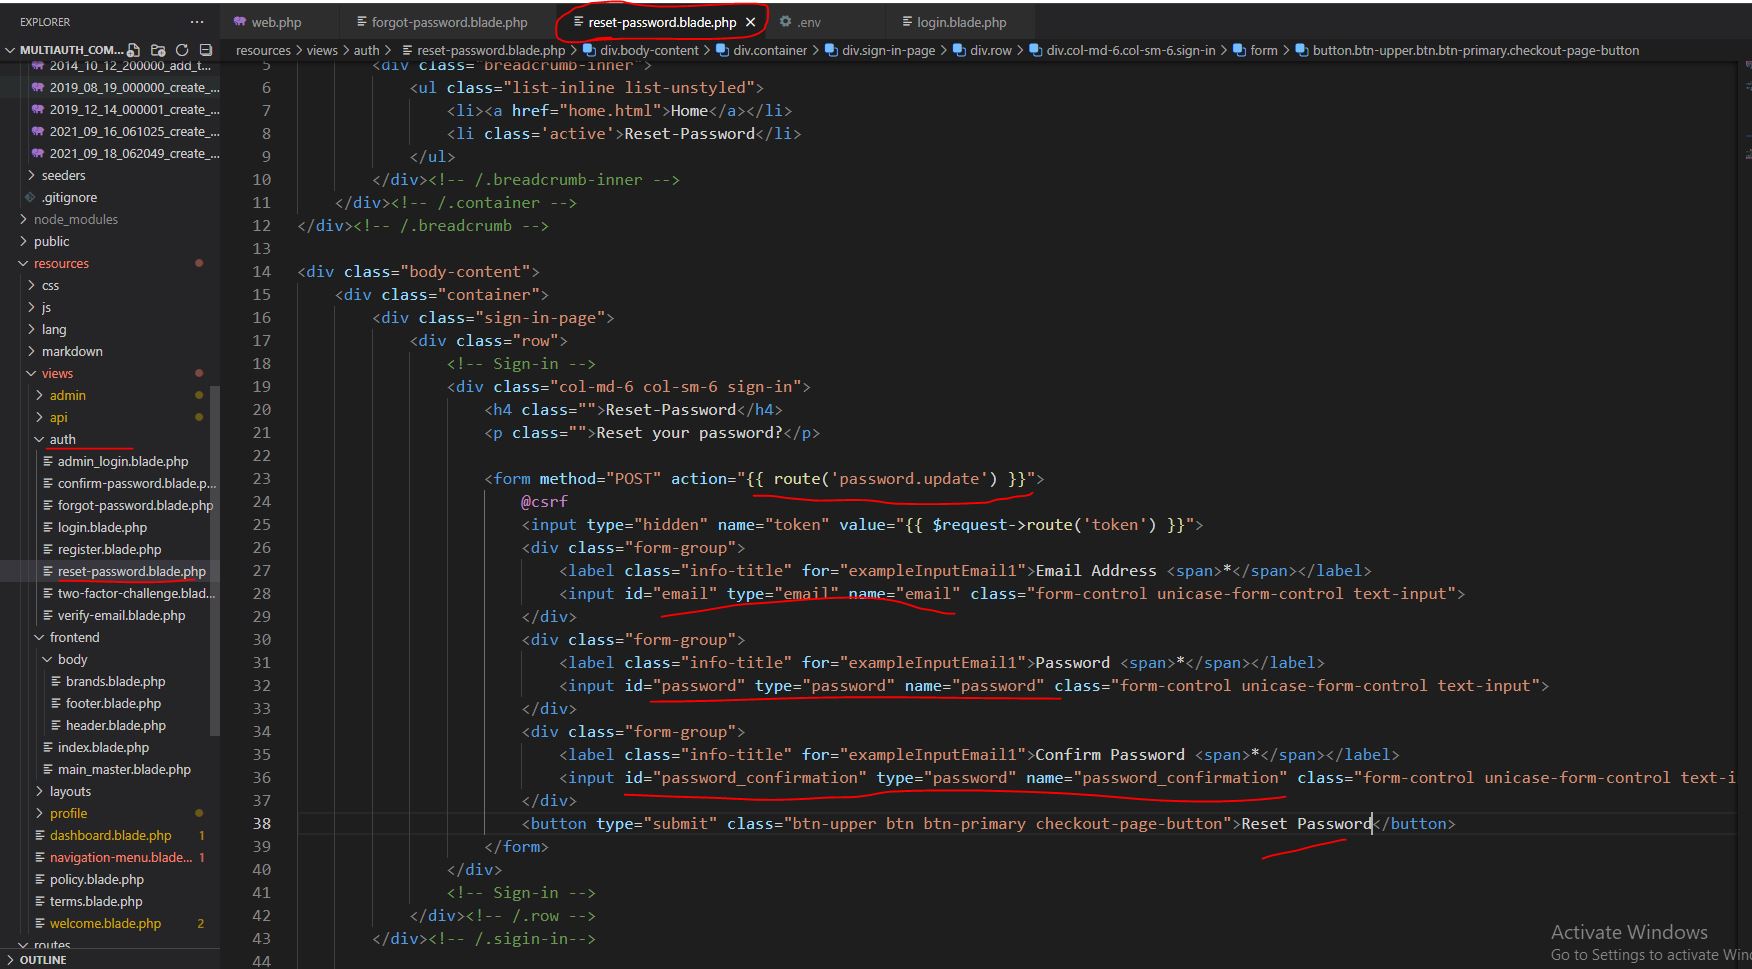 EXPLORER
...
MULTIAUTH_COM...
2014_10_12_200000_add_t...
2019_08_19_000000_create_...
2019_12_14_000001_create_...
2021_09_16_061025_create_...
2021_09_18_062049_create_...
seeders
.gitignore
node_modules
public
resources
css
js
lang
markdown
views
admin
api
auth
admin_login.blade.php
confirm-password.blade.p...
forgot-password.blade.php
login.blade.php
register.blade.php
reset-password.blade.php
two-factor-challenge.blad...
verify-email.blade.php
frontend
body
brands.blade.php
footer.blade.php
header.blade.php
index.blade.php
main_master.blade.php
layouts
profile
dashboard.blade.php 1
navigation-menu.blade... 1
policy.blade.php
terms.blade.php
welcome.blade.php 2
routes
OUTLINE
web.php forgot-password.blade.php reset-password.blade.php .env login.blade.php
resources > views > auth > reset-password.blade.php > div.body-content > div.container > div.sign-in-page > div.row > div.col-md-6.col-sm-6.sign-in > form > button.btn-upper.btn.btn-primary.checkout-page-button
5 <div class="breadcrumb-inner">
6 <ul class="list-inline list-unstyled">
7 <li><a href="home.html">Home</a></li>
8 <li class='active'>Reset-Password</li>
9 </ul>
10 </div><!-- /.breadcrumb-inner -->
11 </div><!-- /.container -->
12 </div><!-- /.breadcrumb -->
13
14 <div class="body-content">
15 <div class="container">
16 <div class="sign-in-page">
17 <div class="row">
18 <!-- Sign-in -->
19 <div class="col-md-6 col-sm-6 sign-in">
20 <h4 class="">Reset-Password</h4>
21 <p class="">Reset your password?</p>
22
23 <form method="POST" action="{{ route('password.update') }}">
24 @csrf
25 <input type="hidden" name="token" value="{{ $request->route('token') }}">
26 <div class="form-group">
27 <label class="info-title" for="exampleInputEmail1">Email Address <span>*</span></label>
28 <input id="email" type="email" name="email" class="form-control unicase-form-control text-input">
29 </div>
30 <div class="form-group">
31 <label class="info-title" for="exampleInputEmail1">Password <span>*</span></label>
32 <input id="password" type="password" name="password" class="form-control unicase-form-control text-input">
33 </div>
34 <div class="form-group">
35 <label class="info-title" for="exampleInputEmail1">Confirm Password <span>*</span></label>
36 <input id="password_confirmation" type="password" name="password_confirmation" class="form-control unicase-form-control text-i
37 </div>
38 <button type="submit" class="btn-upper btn btn-primary checkout-page-button">Reset Password</button>
39 </form>
40 </div>
41 <!-- Sign-in -->
42 </div><!-- /.row -->
43 </div><!-- /.sigin-in-->
44
Activate Windows
Go to Settings to activate Win